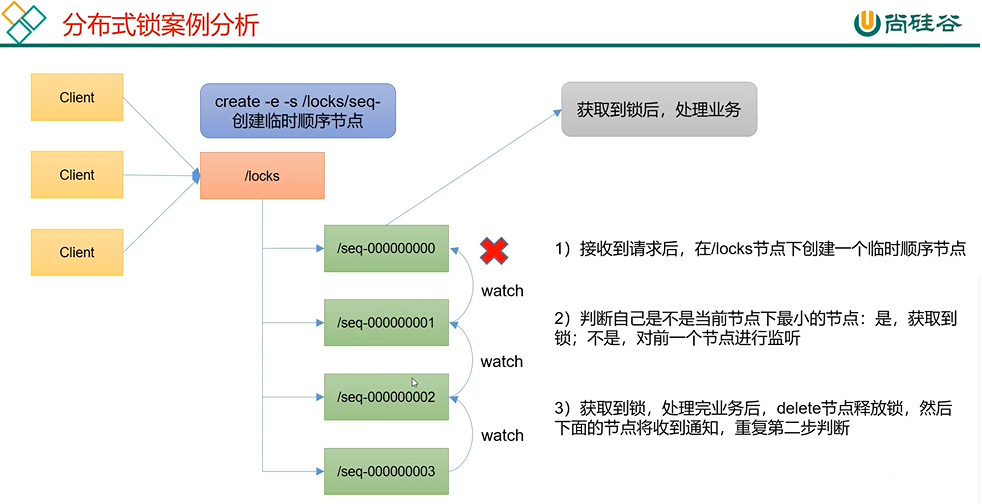 分布式锁案例分析
尚硅谷
Client
create -e -s /locks/seq-
创建临时顺序节点
获取到锁后，处理业务
Client
/locks
Client
/seq-000000000
1）接收到请求后，在/locks节点下创建一个临时顺序节点
watch
/seq-000000001
2）判断自己是不是当前节点下最小的节点：是，获取到
锁；不是，对前一个节点进行监听
watch
/seq-000000002
3）获取到锁，处理完业务后，delete节点释放锁，然后
下面的节点将收到通知，重复第二步判断
watch
/seq-000000003